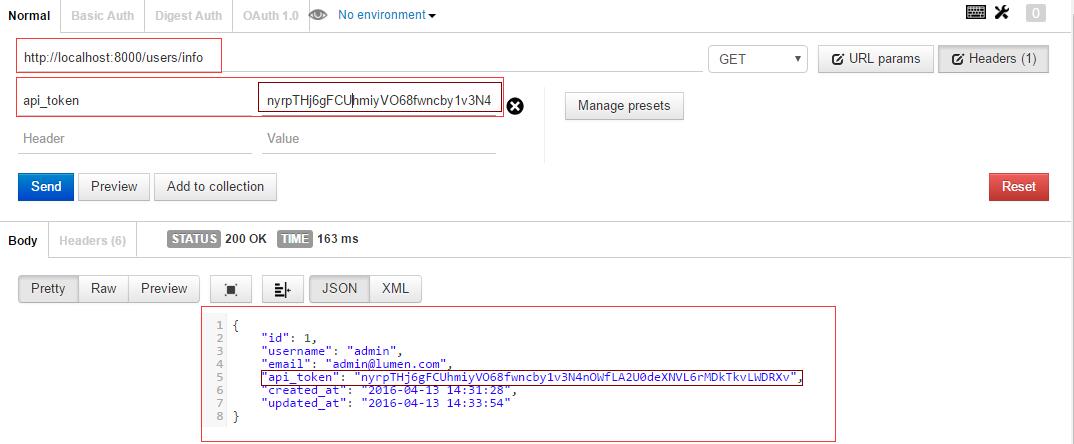 Normal Basic Auth Digest Auth OAuth 1.0 No environment 0
http://localhost:8000/users/info GET URL params Headers (1)
api_token nyrpTHj6gFCUhmiyVO68fwncby1v3N4 Manage presets
Header Value
Send Preview Add to collection Reset
Body Headers (6) STATUS 200 OK TIME 163 ms
Pretty Raw Preview JSON XML
1 {
2 "id": 1,
3 "username": "admin",
4 "email": "admin@lumen.com",
5 "api_token": "nyrpTHj6gFCUhmiyVO68fwncby1v3N4nOWfLA2U0deXNVL6rMDkTkvLWDRXv",
6 "created_at": "2016-04-13 14:31:28",
7 "updated_at": "2016-04-13 14:33:54"
8 }